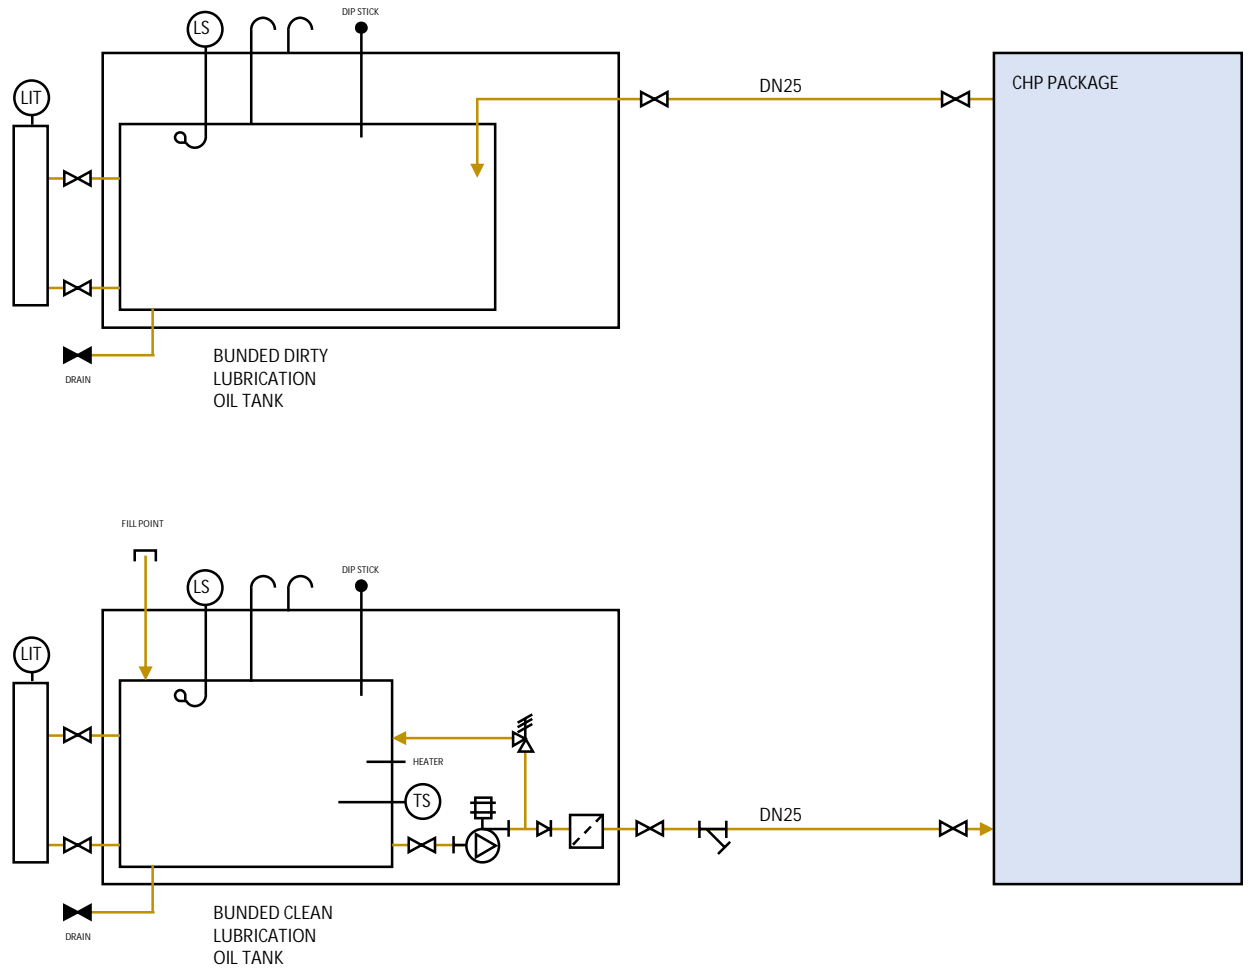 DIP STICK
LS
LIT
DN25
CHP PACKAGE
DRAIN
BUNDED DIRTY
LUBRICATION
OIL TANK
FILL POINT
DIP STICK
LS
LIT
HEATER
TS
DN25
DRAIN
BUNDED CLEAN
LUBRICATION
OIL TANK